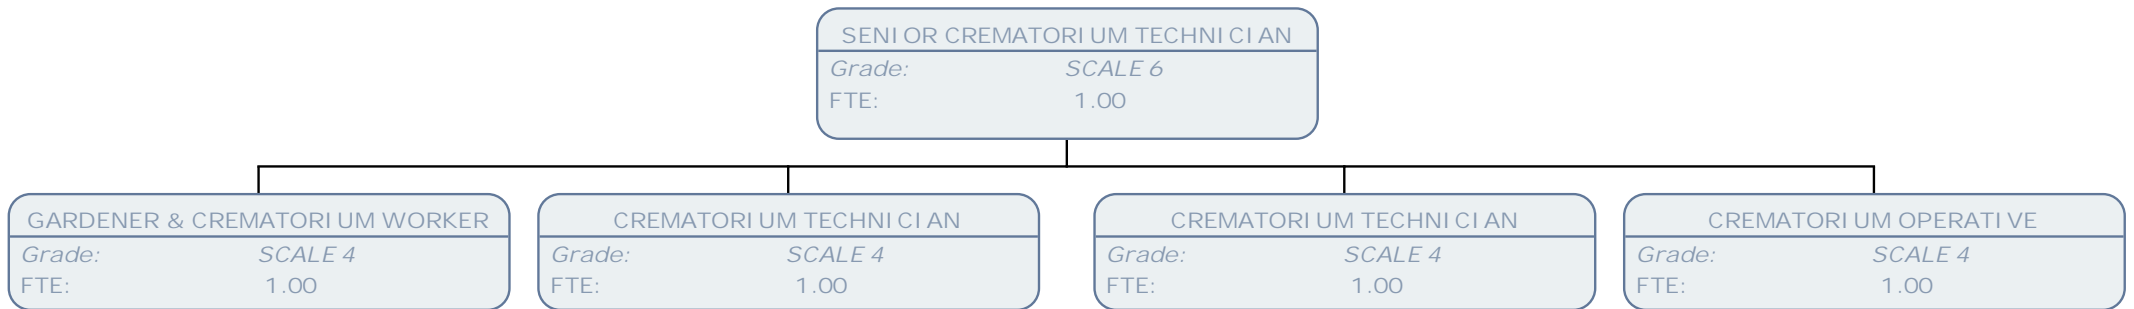 SENIOR CREMATORIUM TECHNICIAN
Grade: SCALE 6
FTE: 1.00
GARDENER & CREMATORIUM WORKER
Grade: SCALE 4
FTE: 1.00
CREMATORIUM TECHNICIAN
Grade: SCALE 4
FTE: 1.00
CREMATORIUM TECHNICIAN
Grade: SCALE 4
FTE: 1.00
CREMATORIUM OPERATIVE
Grade: SCALE 4
FTE: 1.00